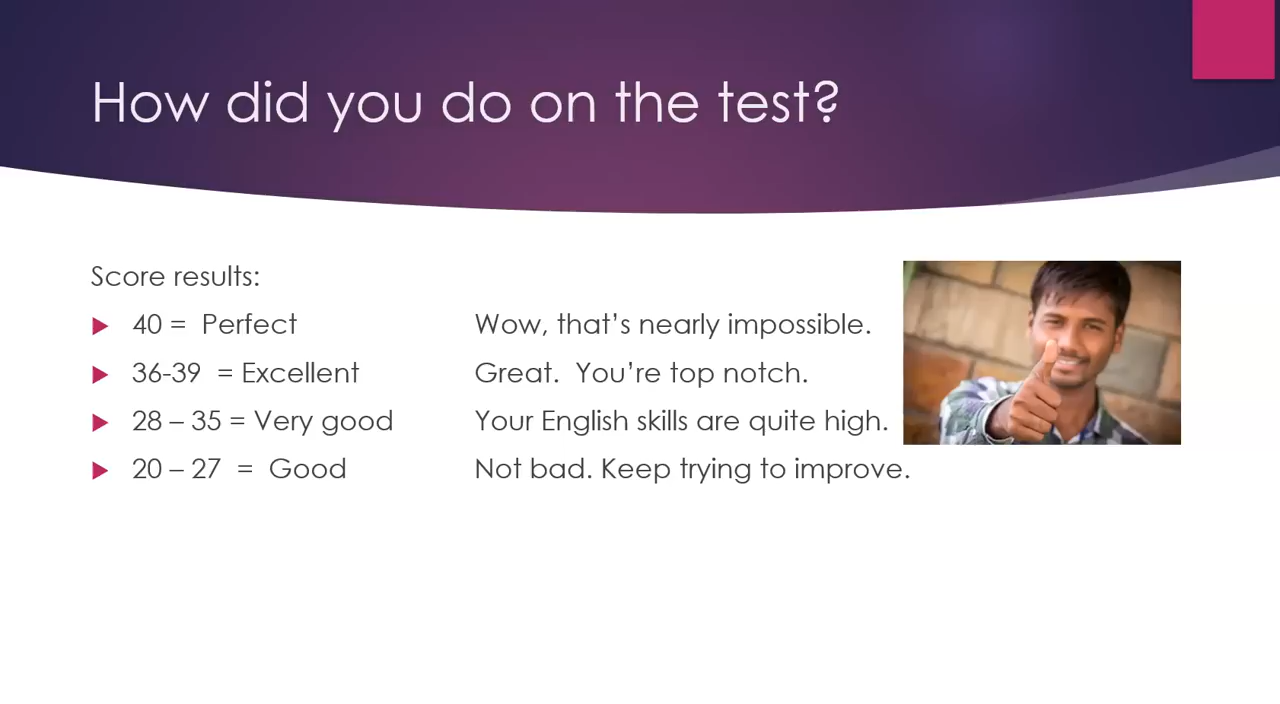 How did you do on the test?
Score results:
40 = Perfect Wow, that's nearly impossible.
36-39 = Excellent Great. You're top notch.
28 – 35 = Very good Your English skills are quite high.
20 – 27 = Good Not bad. Keep trying to improve.